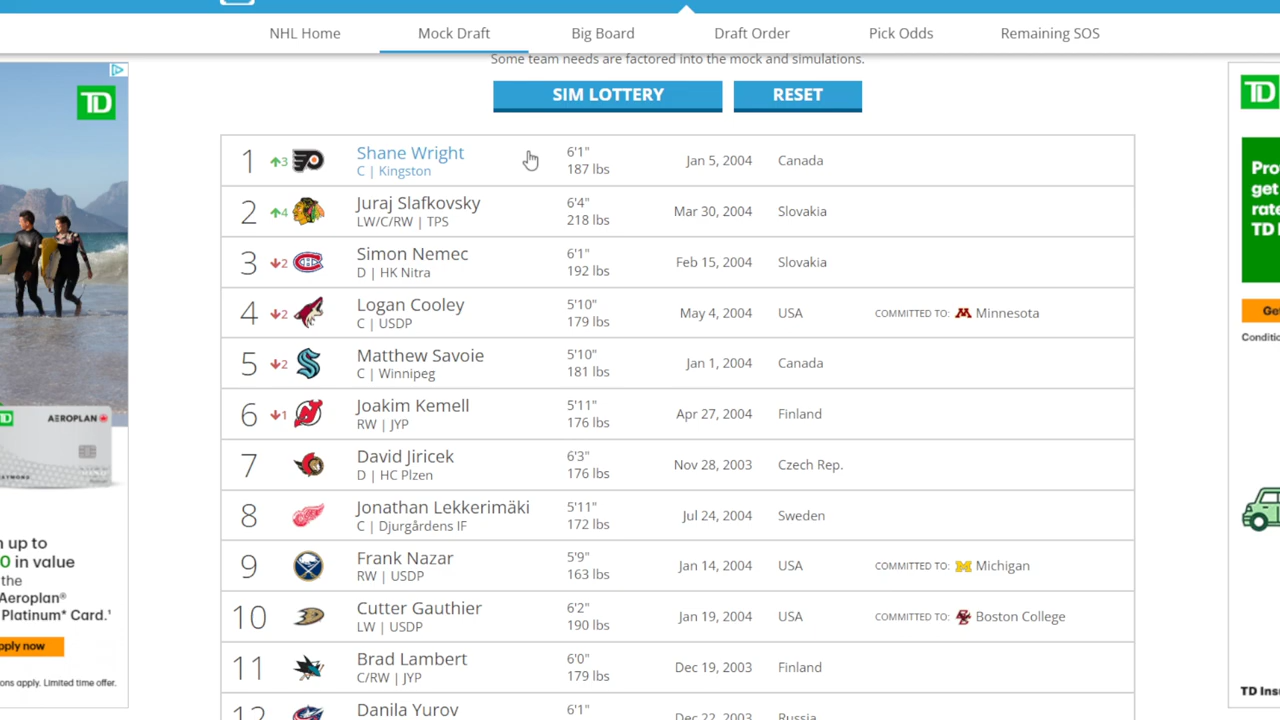 NHL Home Mock Draft Big Board Draft Order Pick Odds Remaining SOS
Some team needs are factored into the mock and simulations.
SIM LOTTERY RESET
1 3 Shane Wright 6'1" Jan 5, 2004 Canada
C | Kingston 187 lbs
2 4 Juraj Slafkovsky 6'4" Mar 30, 2004 Slovakia
LW/C/RW | TPS 218 lbs
3 2 Simon Nemec 6'1" Feb 15, 2004 Slovakia
D | HK Nitra 192 lbs
4 2 Logan Cooley 5'10" May 4, 2004 USA COMMITTED TO: M Minnesota
C | USDP 179 lbs
5 2 Matthew Savoie 5'10" Jan 1, 2004 Canada
C | Winnipeg 181 lbs
6 1 Joakim Kemell 5'11" Apr 27, 2004 Finland
RW | JYP 176 lbs
7 David Jiricek 6'3" Nov 28, 2003 Czech Rep.
D | HC Plzen 176 lbs
8 Jonathan Lekkerimäki 5'11" Jul 24, 2004 Sweden
C | Djurgårdens IF 172 lbs
9 Frank Nazar 5'9" Jan 14, 2004 USA COMMITTED TO: M Michigan
RW | USDP 163 lbs
10 Cutter Gauthier 6'2" Jan 19, 2004 USA COMMITTED TO: Boston College
LW | USDP 190 lbs
11 Brad Lambert 6'0" Dec 19, 2003 Finland
C/RW | JYP 179 lbs
12 Danila Yurov 6'1" Dec 22, 2003 Russia
TD
TD AEROPLAN
n up to
0 in value
the
Aeroplan®
Platinum* Card.¹
pply now
ons apply. Limited time offer.
TD
Pro
get
rate
TD
Ge
Condi
TD Ins